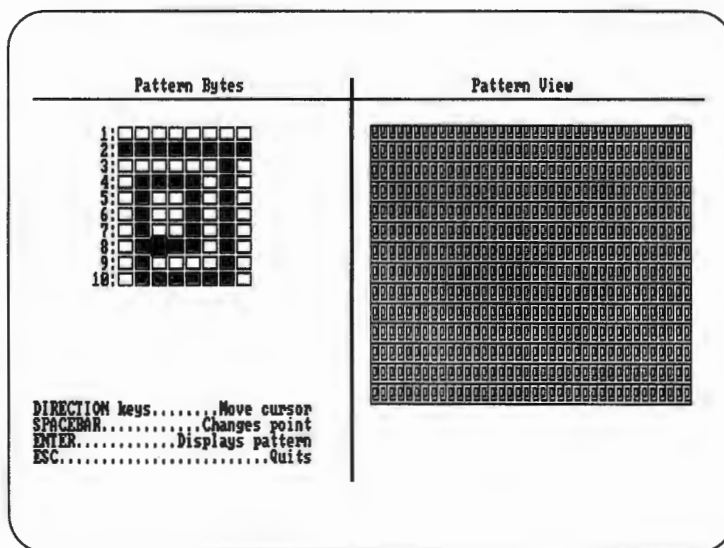 Pattern Bytes
Pattern View
1:
2:
3:
4:
5:
6:
7:
8:
9:
10:
DIRECTION keys........Move cursor
SPACEBAR............Changes point
ENTER............Displays pattern
ESC.........................Quits